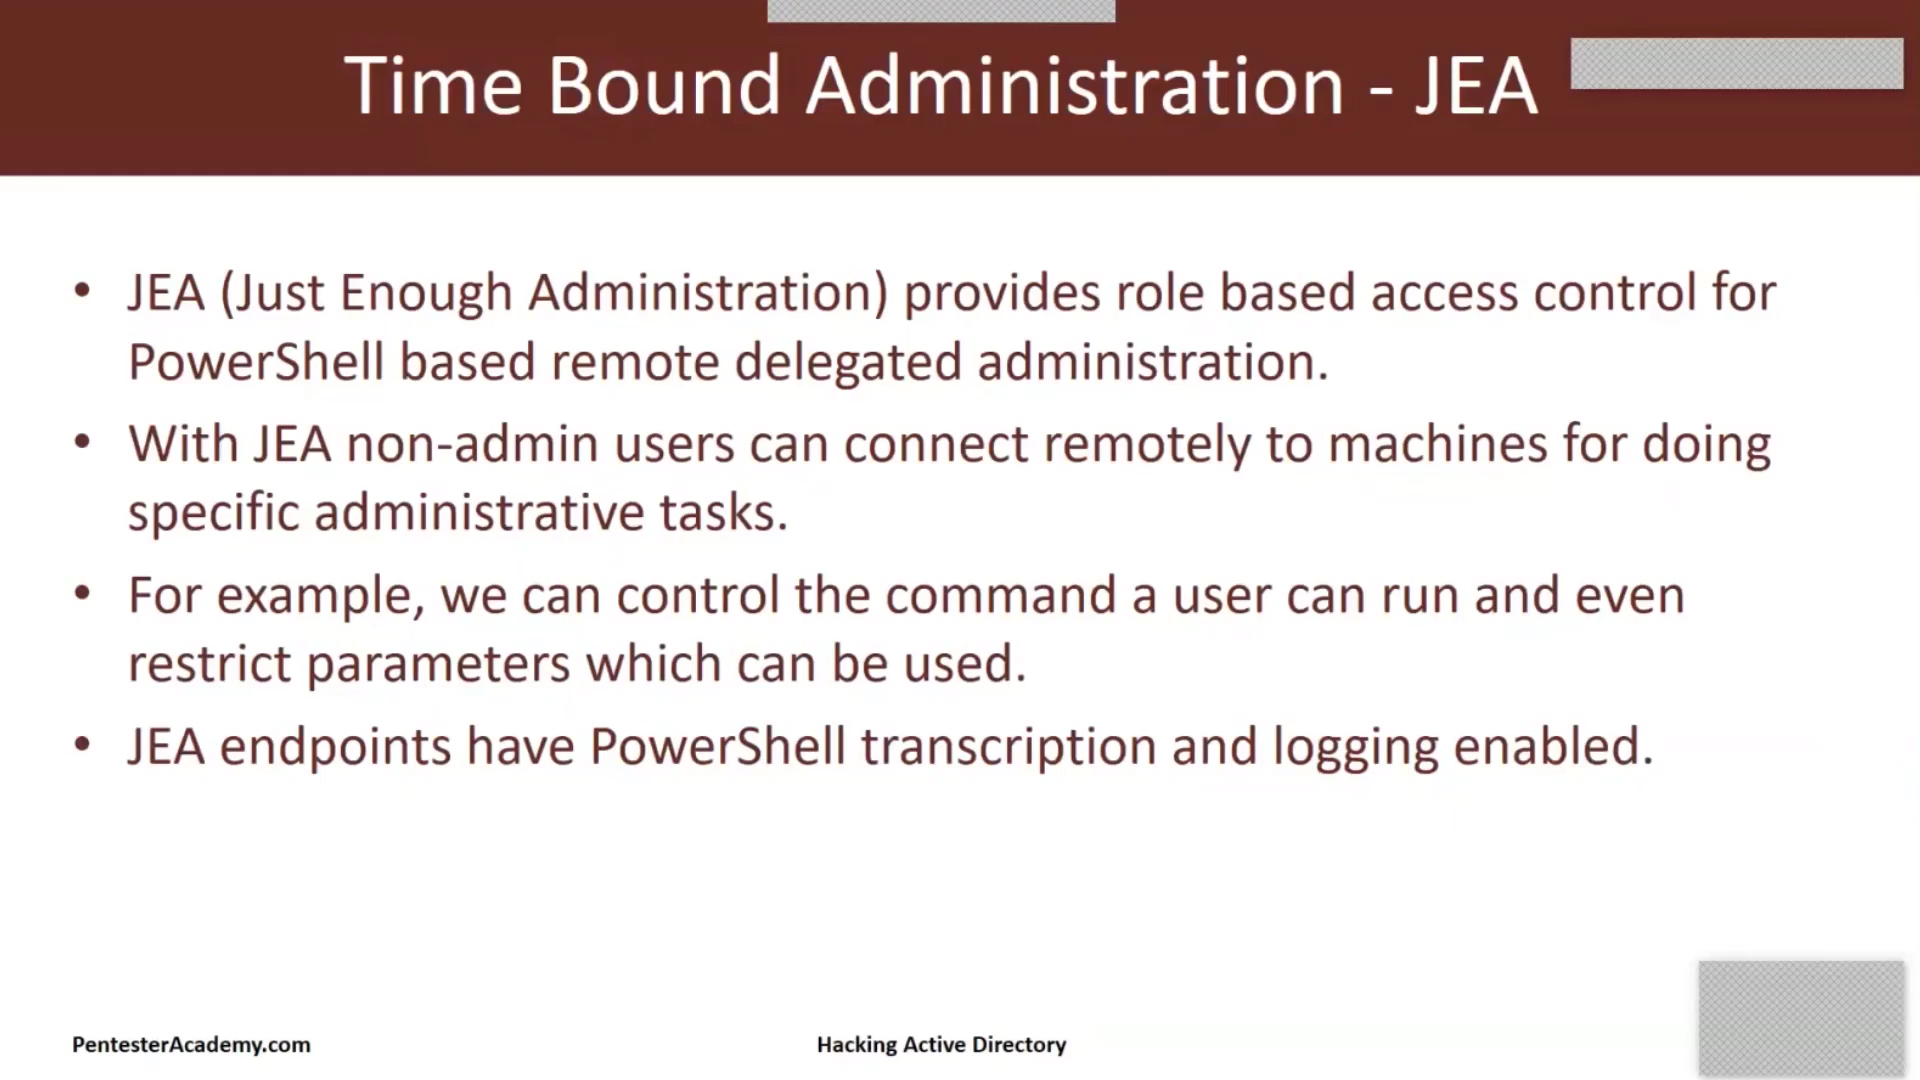 Time Bound Administration - JEA
• JEA (Just Enough Administration) provides role based access control for
PowerShell based remote delegated administration.
• With JEA non-admin users can connect remotely to machines for doing
specific administrative tasks.
• For example, we can control the command a user can run and even
restrict parameters which can be used.
• JEA endpoints have PowerShell transcription and logging enabled.
PentesterAcademy.com
Hacking Active Directory